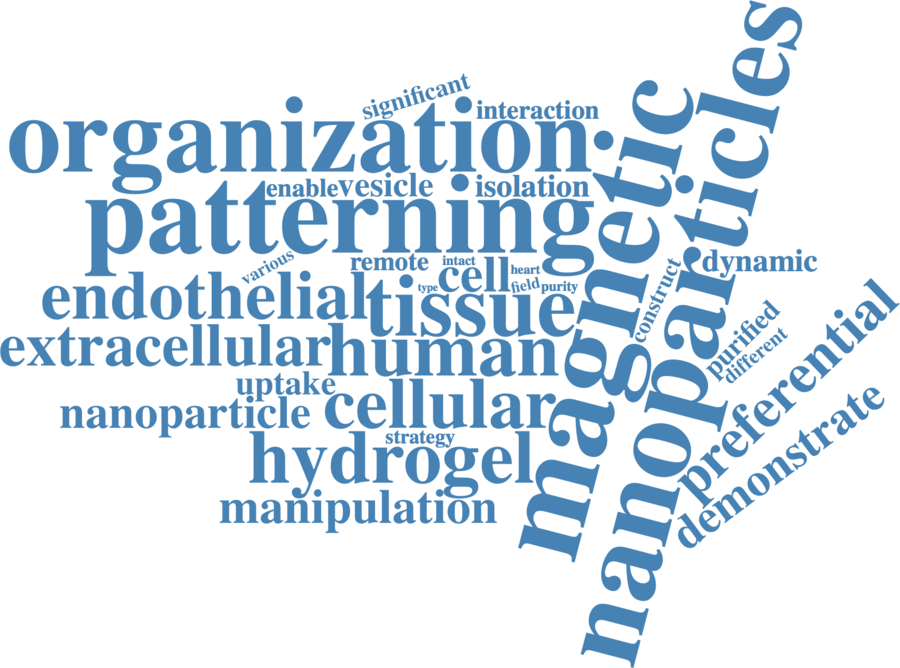 significant
interaction
organization
enable
vesicle
isolation
patterning
magnetic
nanoparticles
various
remote
intact
cell
heart
type
field
purity
construct
dynamic
endothelial
tissue
purified
different
extracellular
human
preferential
uptake
nanoparticle
cellular
demonstrate
strategy
hydrogel
manipulation